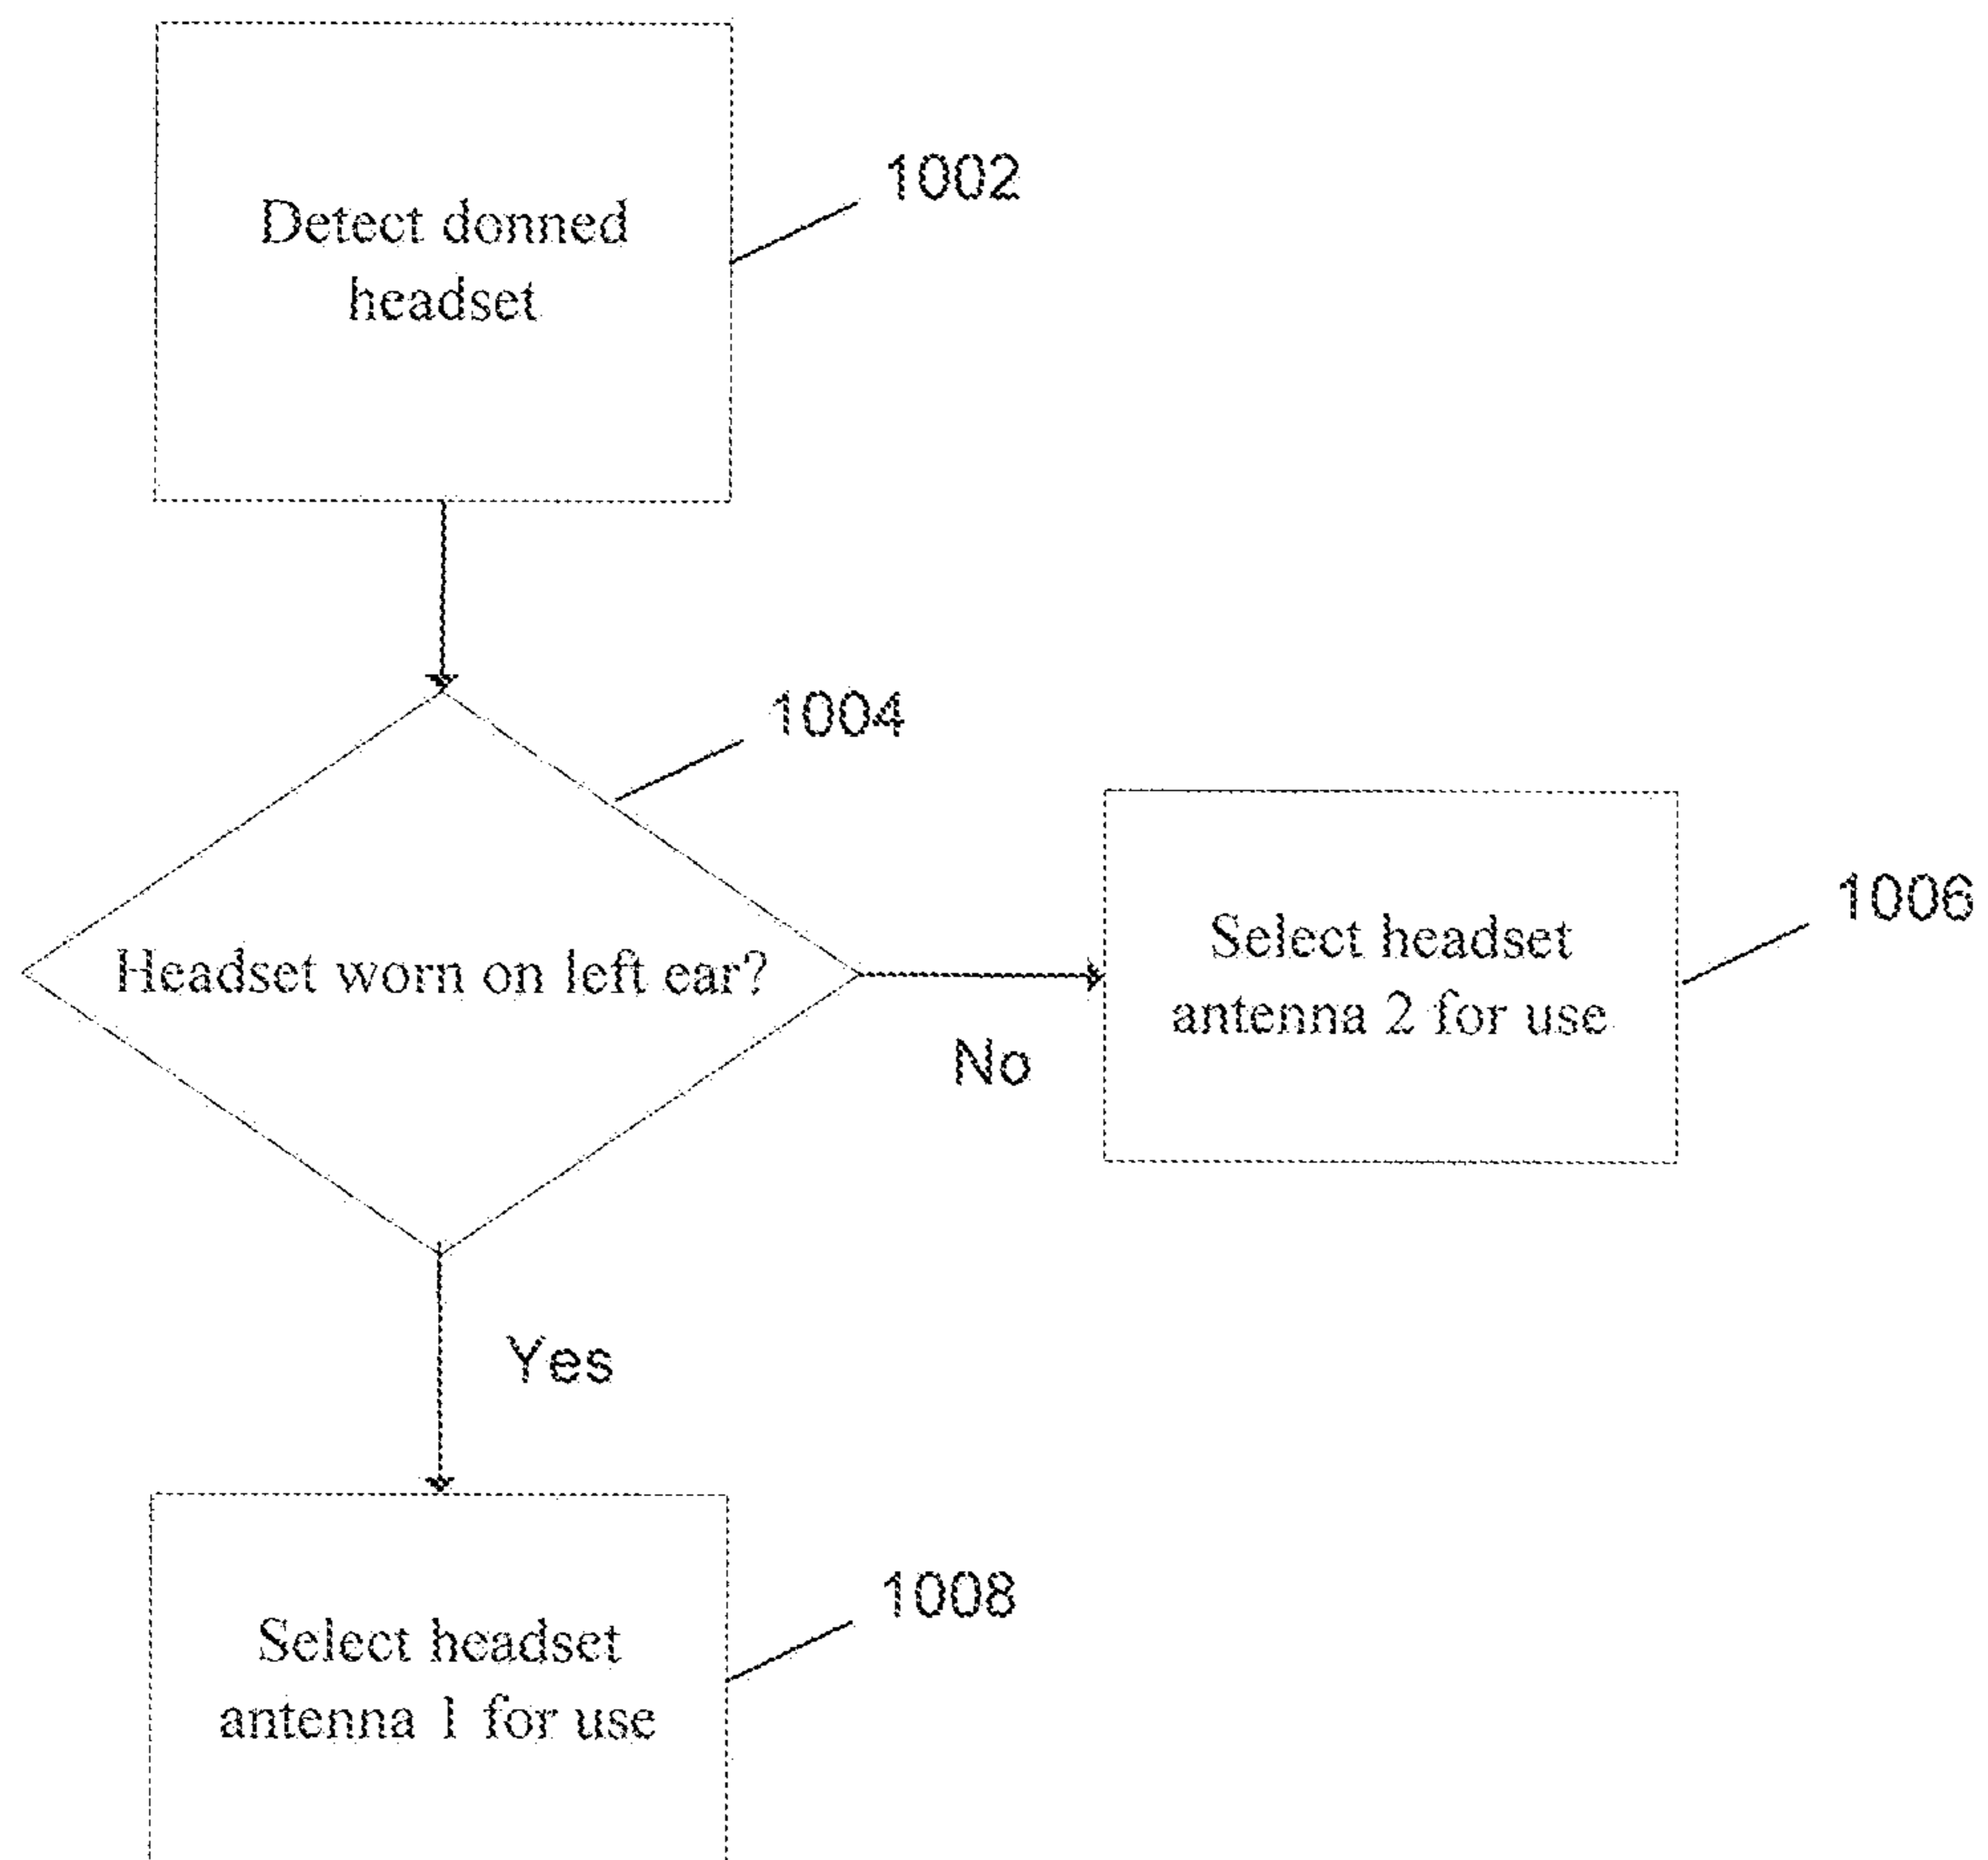 Detect donned
headset
1002
1004
Headset worn on left ear?
No
Select headset
antenna 2 for use
1006
Yes
Select headset
antenna 1 for use
1008